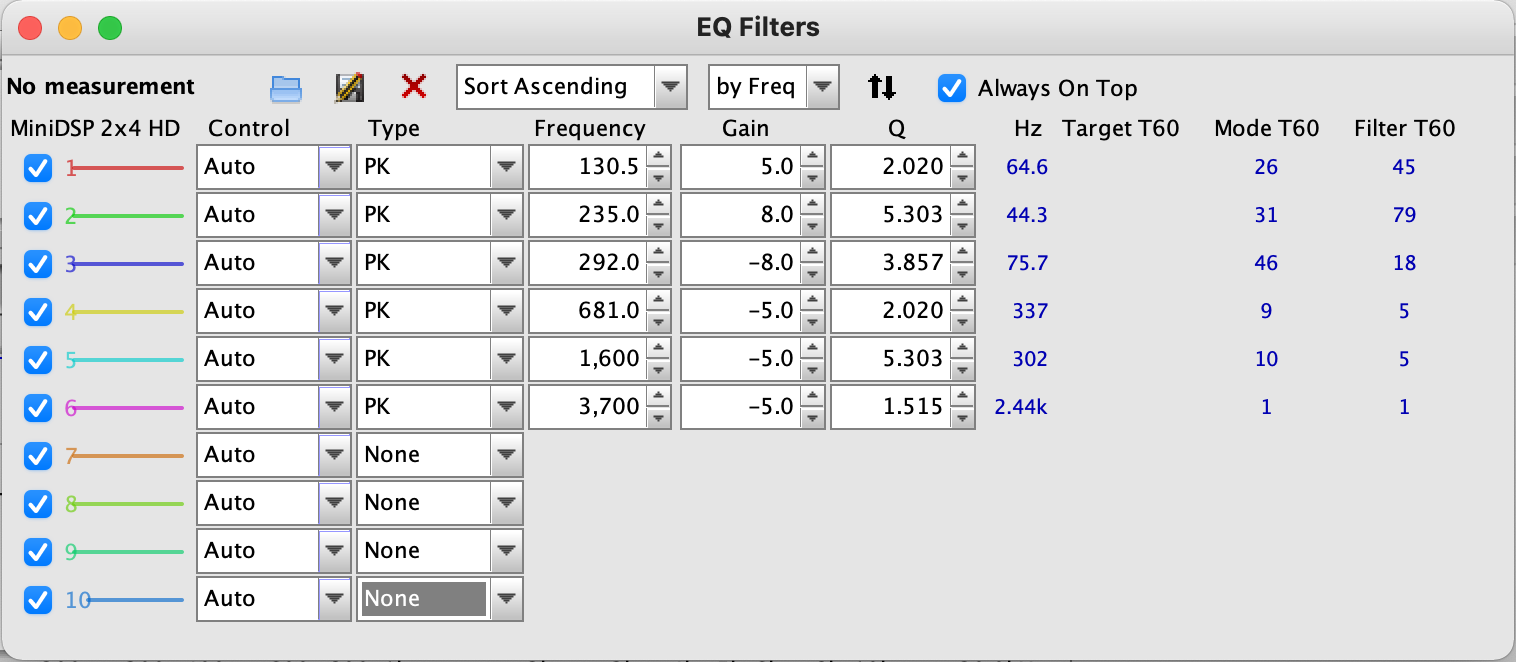 EQ Filters
No measurement Sort Ascending by Freq Always On Top
MiniDSP 2x4 HD Control Type Frequency Gain Q Hz Target T60 Mode T60 Filter T60
1 Auto PK 130.5 5.0 2.020 64.6 26 45
2 Auto PK 235.0 8.0 5.303 44.3 31 79
3 Auto PK 292.0 -8.0 3.857 75.7 46 18
4 Auto PK 681.0 -5.0 2.020 337 9 5
5 Auto PK 1,600 -5.0 5.303 302 10 5
6 Auto PK 3,700 -5.0 1.515 2.44k 1 1
7 Auto None
8 Auto None
9 Auto None
10 Auto None